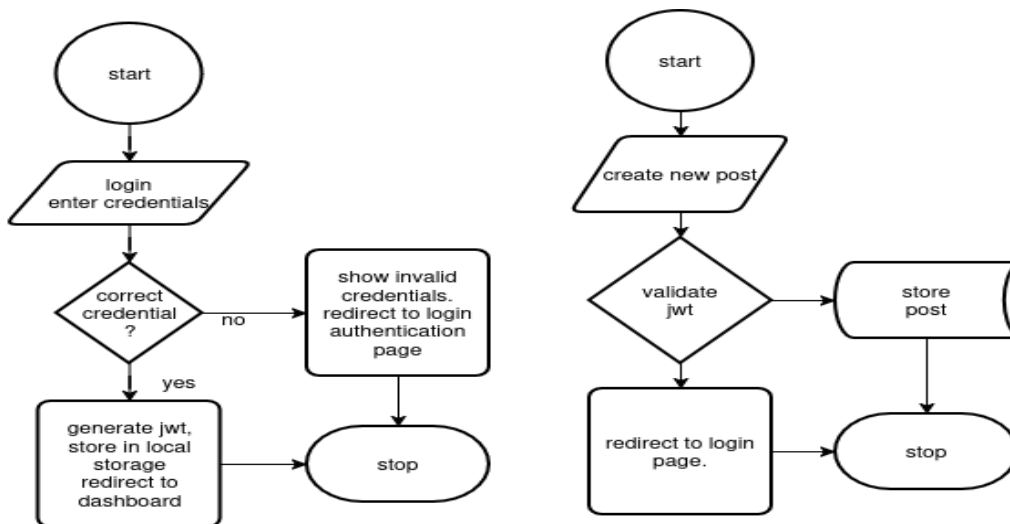 start
login
enter credentials
correct
credential
?
no
show invalid
credentials.
redirect to login
authentication
page
yes
generate jwt,
store in local
storage
redirect to
dashboard
stop
start
create new post
validate
jwt
store
post
redirect to login
page.
stop